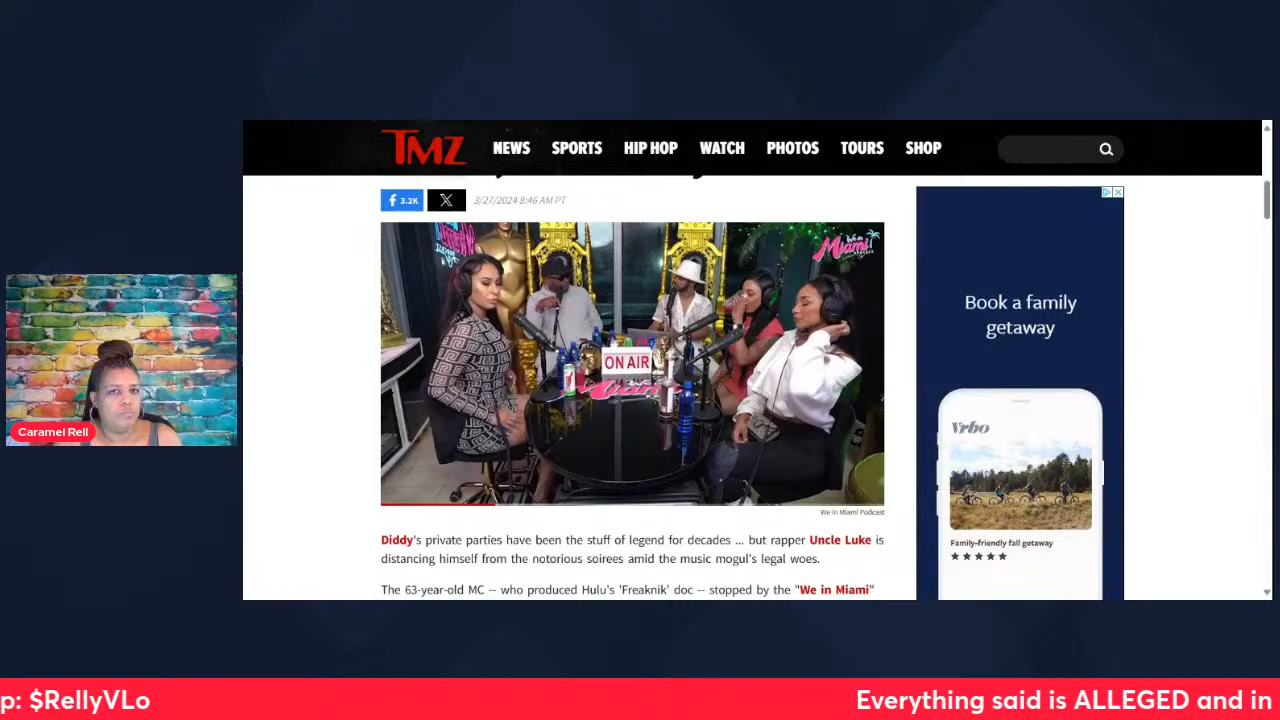 TMZ
NEWS SPORTS HIP HOP WATCH PHOTOS TOURS SHOP
3.2K
3/27/2024 8:46 AM PT
We in
Miami
ON AIR
Miami
We In Miami Podcast
Diddy's private parties have been the stuff of legend for decades ... but rapper Uncle Luke is
distancing himself from the notorious soirees amid the music mogul's legal woes.
The 63-year-old MC -- who produced Hulu's 'Freaknik' doc -- stopped by the "We in Miami"
Book a family
getaway
Vrbo
Family-friendly fall getaway
Caramel Rell
p: $RellyVLo
Everything said is ALLEGED and in